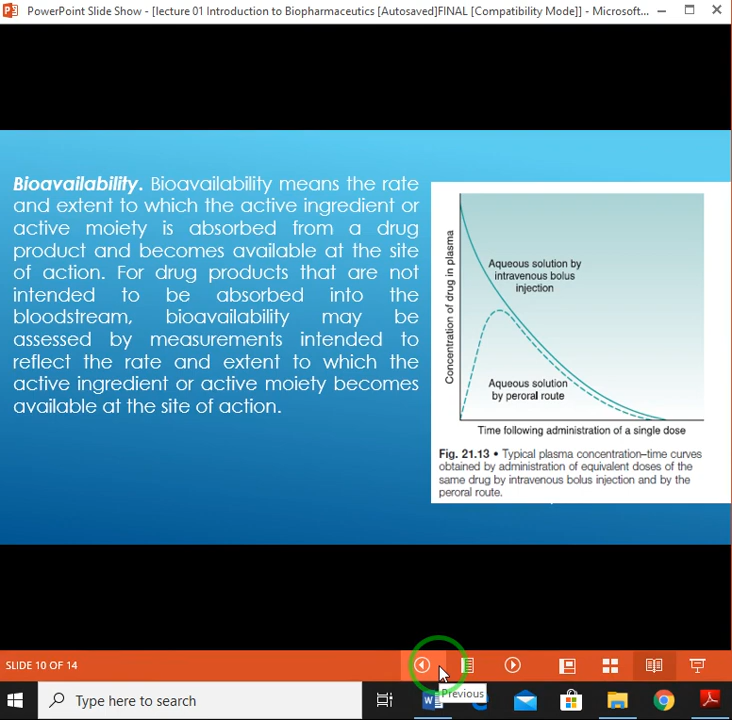 PowerPoint Slide Show - [lecture 01 Introduction to Biopharmaceutics [Autosaved]FINAL [Compatibility Mode]] - Microsoft...
Bioavailability. Bioavailability means the rate
and extent to which the active ingredient or
active moiety is absorbed from a drug
product and becomes available at the site
of action. For drug products that are not
intended to be absorbed into the
bloodstream, bioavailability may be
assessed by measurements intended to
reflect the rate and extent to which the
active ingredient or active moiety becomes
available at the site of action.
Concentration of drug in plasma
Aqueous solution by
intravenous bolus
injection
Aqueous solution
by peroral route
Time following administration of a single dose
Fig. 21.13 • Typical plasma concentration–time curves
obtained by administration of equivalent doses of the
same drug by intravenous bolus injection and by the
peroral route.
SLIDE 10 OF 14
Previous
Type here to search